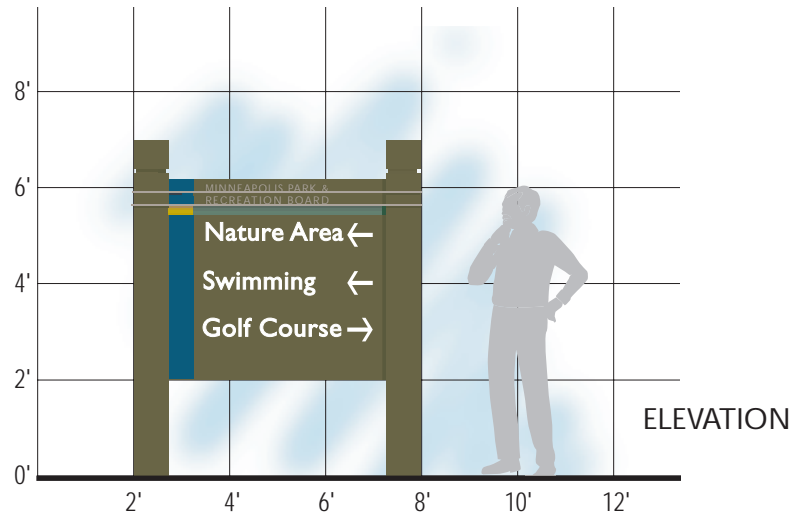 8'
6'
4'
2'
0'
MINNEAPOLIS PARK &
RECREATION BOARD
Nature Area ←
Swimming ←
Golf Course →
ELEVATION
2' 4' 6' 8' 10' 12'